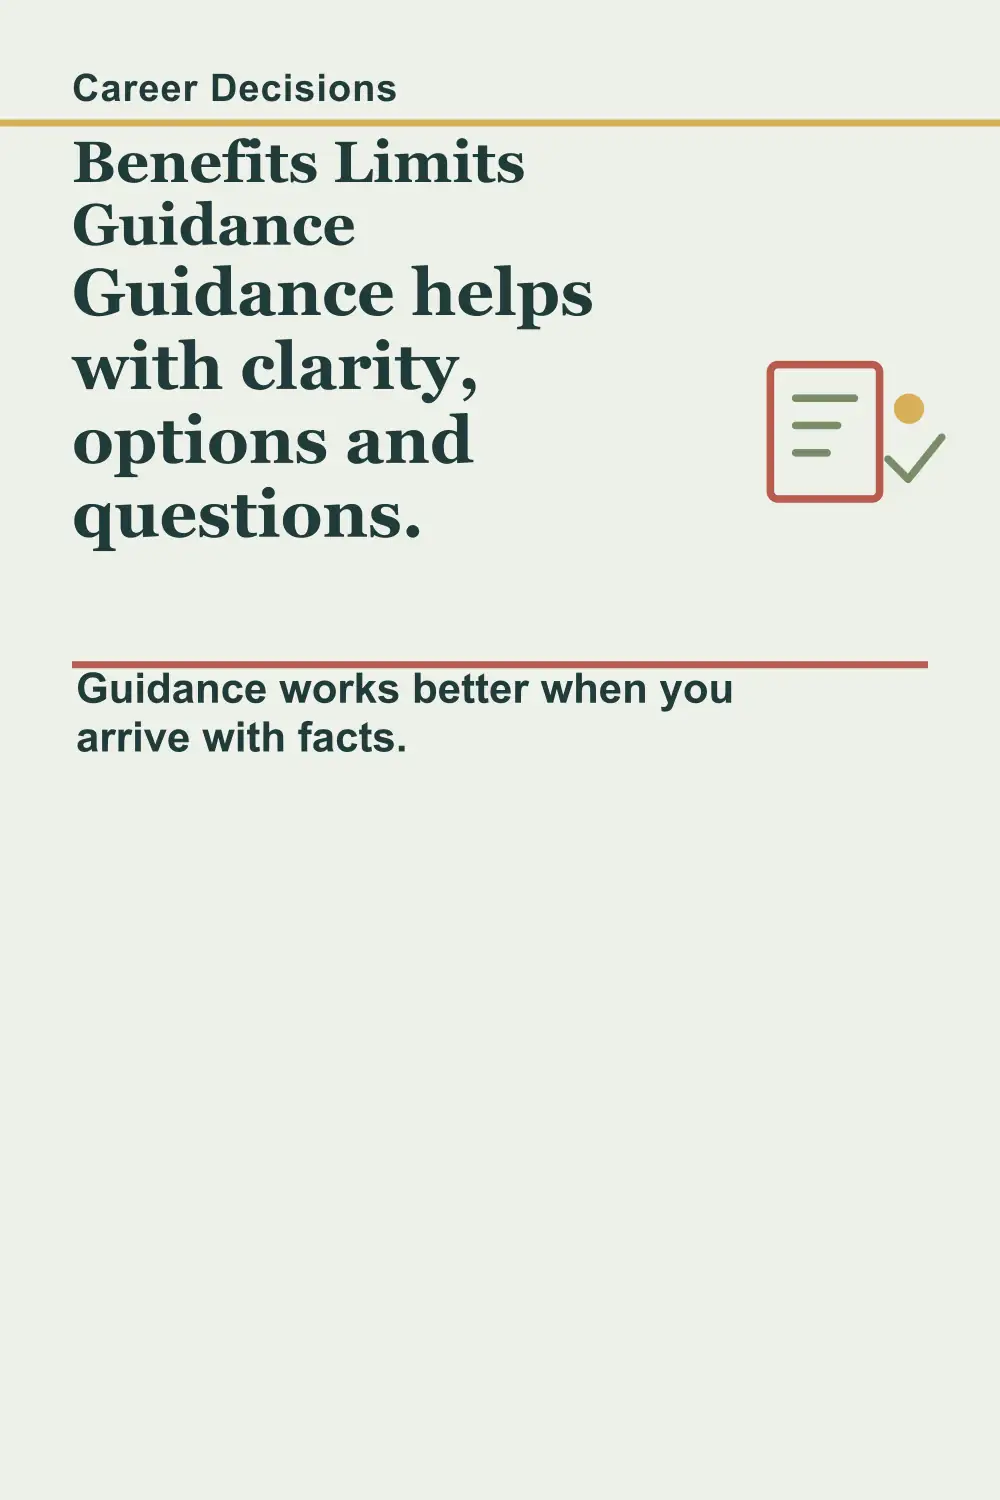 Career Decisions
Benefits Limits
Guidance
Guidance helps
with clarity,
options and
questions.
Guidance works better when you
arrive with facts.